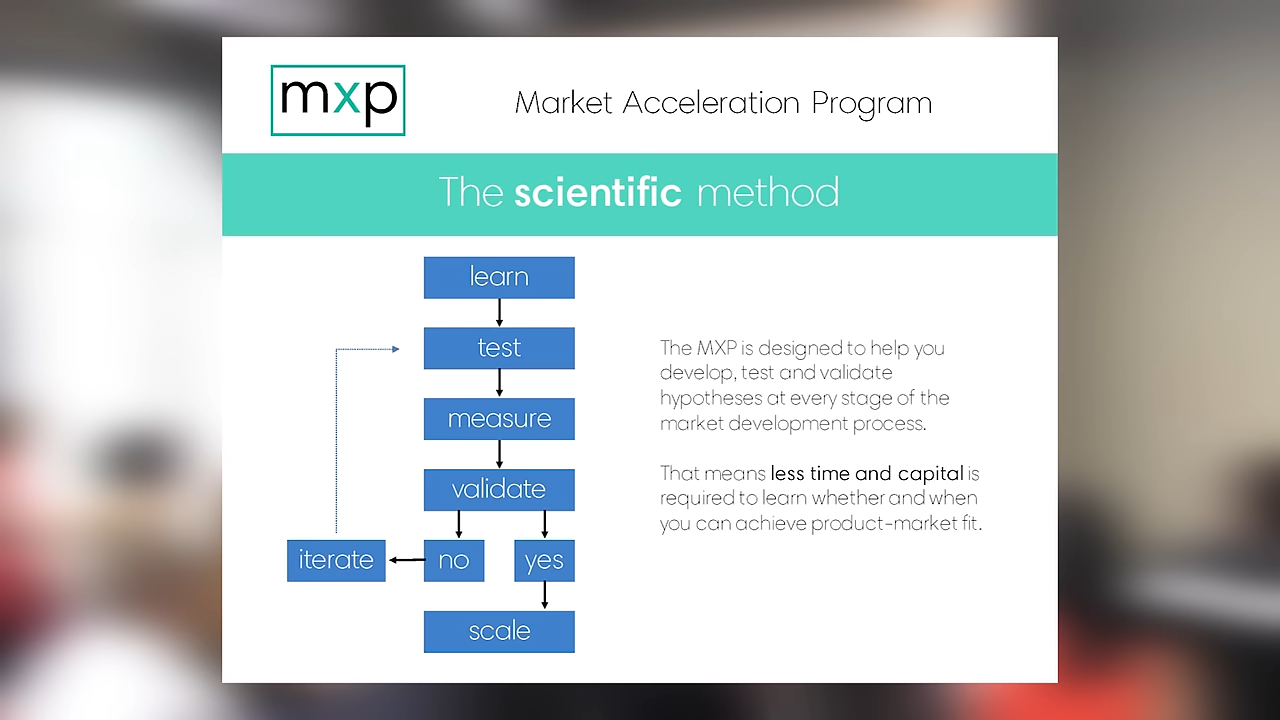 mxp
Market Acceleration Program
The scientific method
learn
test
measure
validate
iterate
no
yes
scale
The MXP is designed to help you
develop, test and validate
hypotheses at every stage of the
market development process.
That means less time and capital is
required to learn whether and when
you can achieve product-market fit.